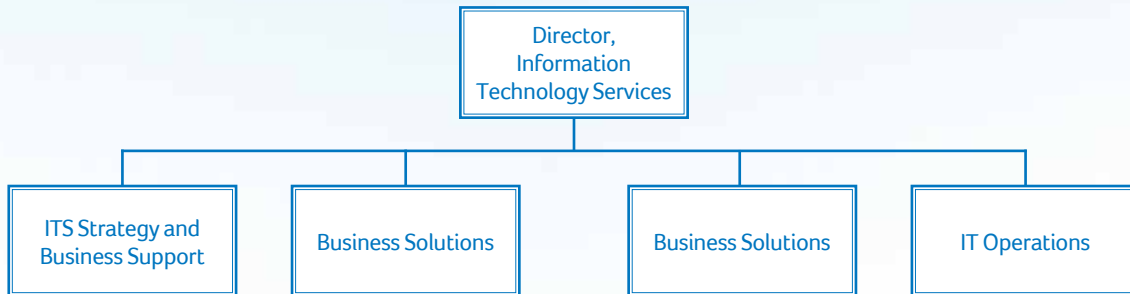 Director,
Information
Technology Services
ITS Strategy and
Business Support
Business Solutions
Business Solutions
IT Operations